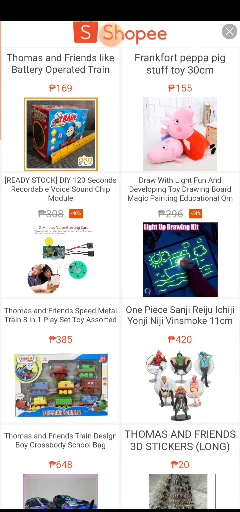 Shopee
Thomas and Friends like
Battery Operated Train
₱169
Frankfort peppa pig
stuff toy 30cm
₱155
[READY STOCK] DIY 120 Seconds
Recordable Voice Sound Chip
Module
₱308
Draw With Light Fun And
Developing Toy Drawing Board
Magic Painting Educational Qm
₱296
Light Up Drawing Kit
Thomas and Friends Speed Metal
Train 8 in 1 Play Set Toy Assorted
₱385
One Piece Sanji Reiju Ichiji
Yonji Niji Vinsmoke 11cm
₱420
Thomas and Friends Train Design
Boy Crossbody School Bag
₱648
THOMAS AND FRIENDS
3D STICKERS (LONG)
₱20